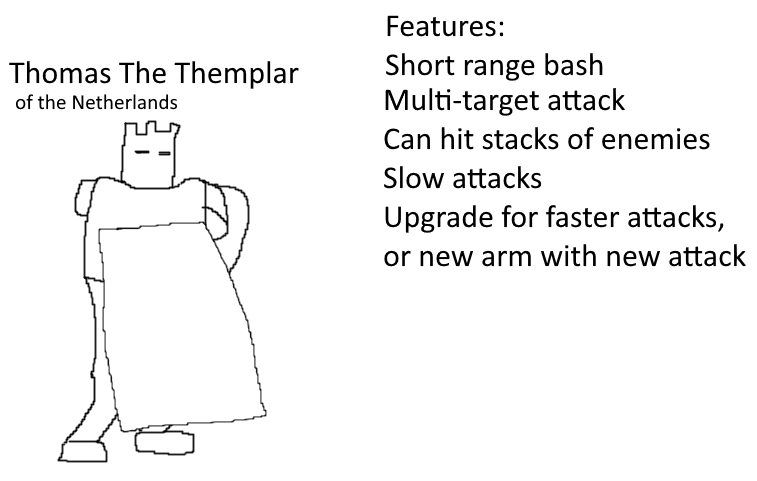 Thomas The Themplar
of the Netherlands
Features:
Short range bash
Multi-target attack
Can hit stacks of enemies
Slow attacks
Upgrade for faster attacks,
or new arm with new attack